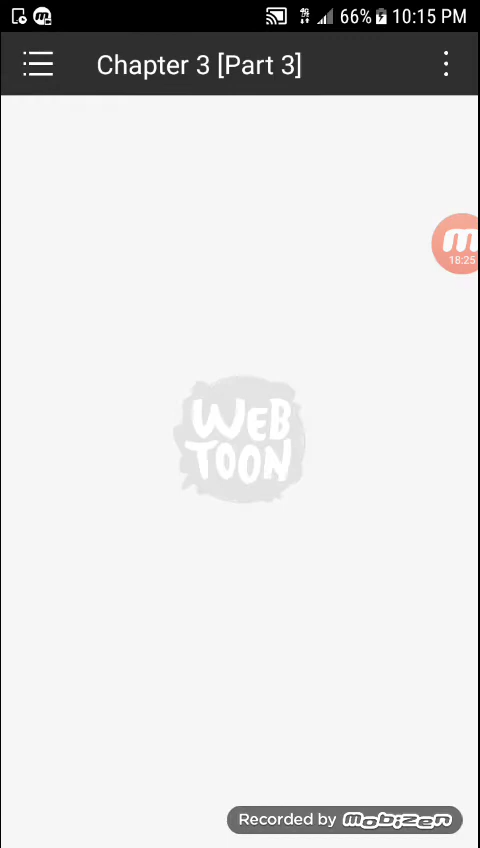 66% 10:15 PM
Chapter 3 [Part 3]
m
18:25
WEB
TOON
Recorded by mobizen